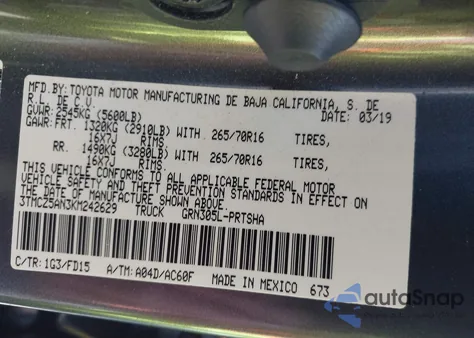 MFD.BY:TOYOTA MOTOR MANUFACTURING DE BAJA CALIFORNIA, S. DE
R.L. DE C.V. DATE: 03/19
GVWR:2545KG (5600LB)
GAWR:FRT. 1320KG (2910LB) WITH 265/70R16 TIRES,
16X7J RIMS,
RR. 1490KG (3280LB) WITH 265/70R16 TIRES,
16X7J RIMS
THIS VEHICLE CONFORMS TO ALL APPLICABLE FEDERAL MOTOR
VEHICLE SAFETY AND THEFT PREVENTION STANDARDS IN EFFECT ON
THE DATE OF MANUFACTURE SHOWN ABOVE.
3TMCZ5AN3KM242629 TRUCK GRN305L-PRTSHA
C/TR:1G3/FD15 A/TM:A04D/AC60F MADE IN MEXICO 673
autoSnap